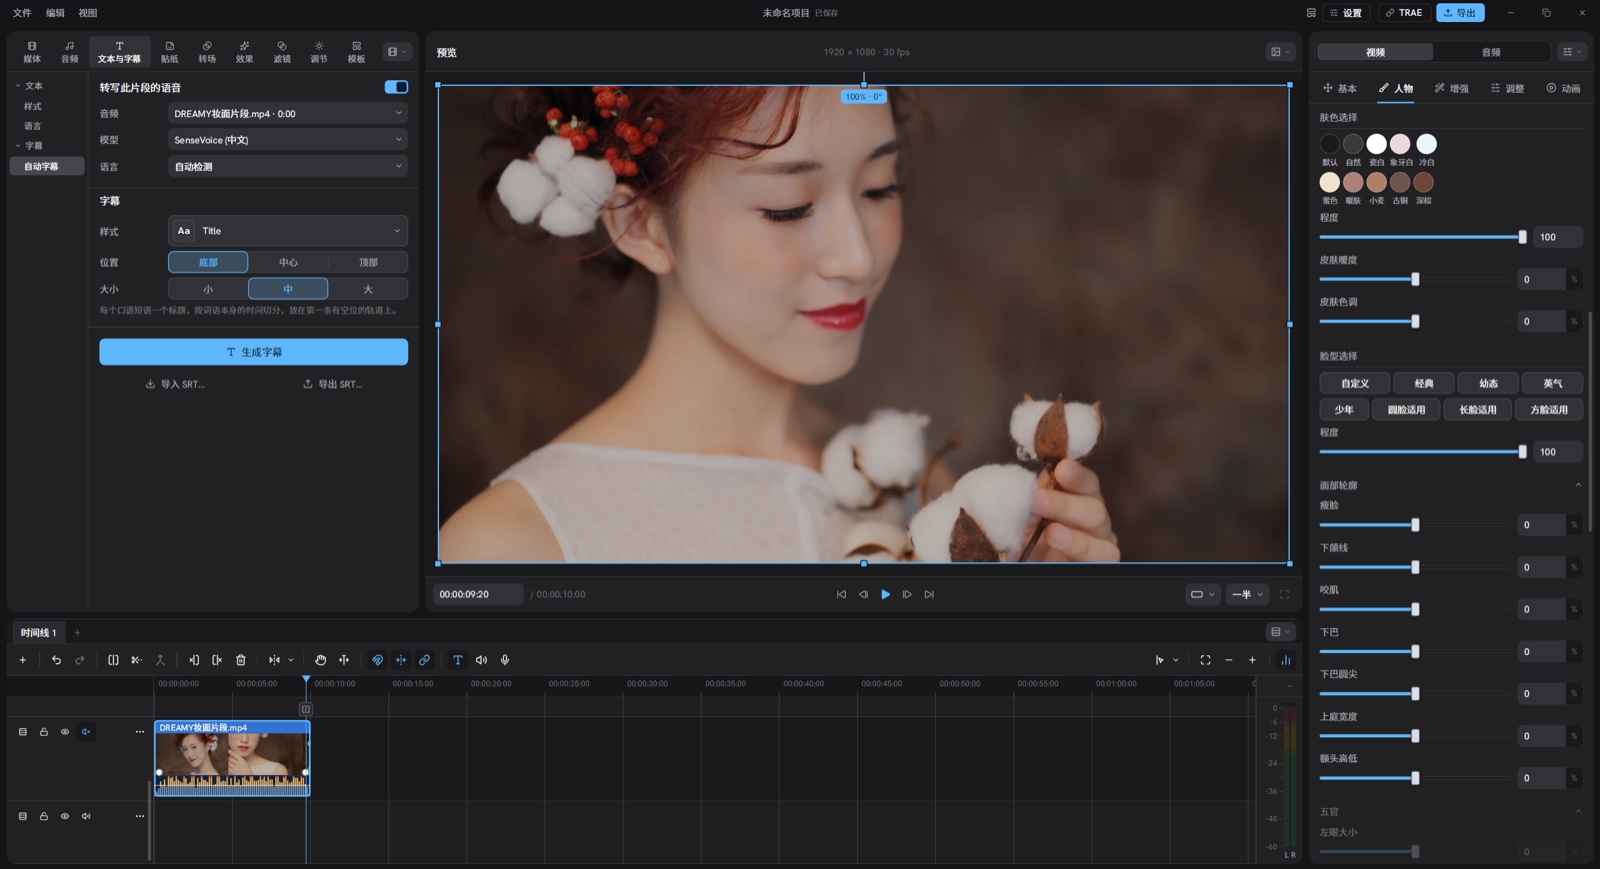 文件 编辑 视图
未命名项目 已保存
设置 TRAE 导出
媒体 音频 文本与字幕 贴纸 转场 效果 滤镜 调节 模板
文本
样式
语言
字幕
自动字幕
转写此片段的语音
音频 DREAMY妆面片段.mp4 · 0:00
模型 SenseVoice (中文)
语言 自动检测
字幕
样式 Aa Title
位置 底部 中心 顶部
大小 小 中 大
每个口语短语一个标题，按词语本身的时间切分，放在第一条有空位的轨道上。
T 生成字幕
导入 SRT... 导出 SRT...
预览 1920 × 1080 · 30 fps
100% · 0°
00:00:09:20 / 00:00:10:00
一半
视频 音频
基本 人物 增强 调整 动画
肤色选择
默认 自然 瓷白 象牙白 冷白
蜜色 暖肤 小麦 古铜 深棕
程度
100
皮肤暖度
0 %
皮肤色调
0 %
脸型选择
自定义 经典 幼态 英气
少年 圆脸适用 长脸适用 方脸适用
程度
100
面部轮廓
瘦脸
0 %
下颌线
0 %
咬肌
0 %
下巴
0 %
下巴圆尖
0 %
上庭宽度
0 %
额头高低
0 %
五官
左眼大小
0 %
时间线 1
00:00:00:00 00:00:05:00 00:00:10:00 00:00:15:00 00:00:20:00 00:00:25:00 00:00:30:00 00:00:35:00 00:00:40:00 00:00:45:00 00:00:50:00 00:00:55:00 00:01:00:00 00:01:05:00
DREAMY妆面片段.mp4
0
-6
-12
-24
-36
-48
-60
L R